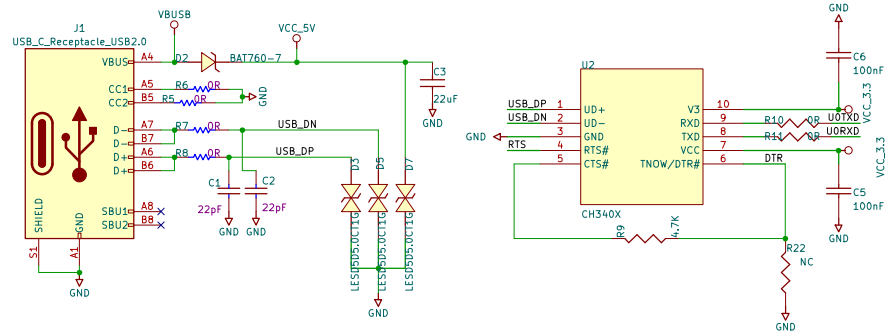 J1
USB_C_Receptacle_USB2.0
VBUSB
VBUS
A4
D2
BAT760-7
VCC_5V
CC1
A5
R6
0R
CC2
B5
R5
0R
GND
D-
A7
R7
0R
USB_DN
D-
B7
D+
A6
R8
0R
USB_DP
D+
B6
C1
22pF
GND
C2
22pF
GND
SBU1
A8
SBU2
B8
SHIELD
GND
S1
A1
GND
D3
LESD5D5.0CT1G
D5
LESD5D5.0CT1G
D7
LESD5D5.0CT1G
GND
C3
22uF
GND
U2
USB_DP
1
UD+
USB_DN
2
UD-
GND
3
GND
RTS
4
RTS#
5
CTS#
V3
10
RXD
9
R10
0R
U0TXD
TXD
8
R11
0R
U0RXD
VCC
7
TNOW/DTR#
6
DTR
CH340X
GND
C6
100nF
VCC_3.3
VCC_3.3
C5
100nF
GND
R9
4.7K
R22
NC
GND